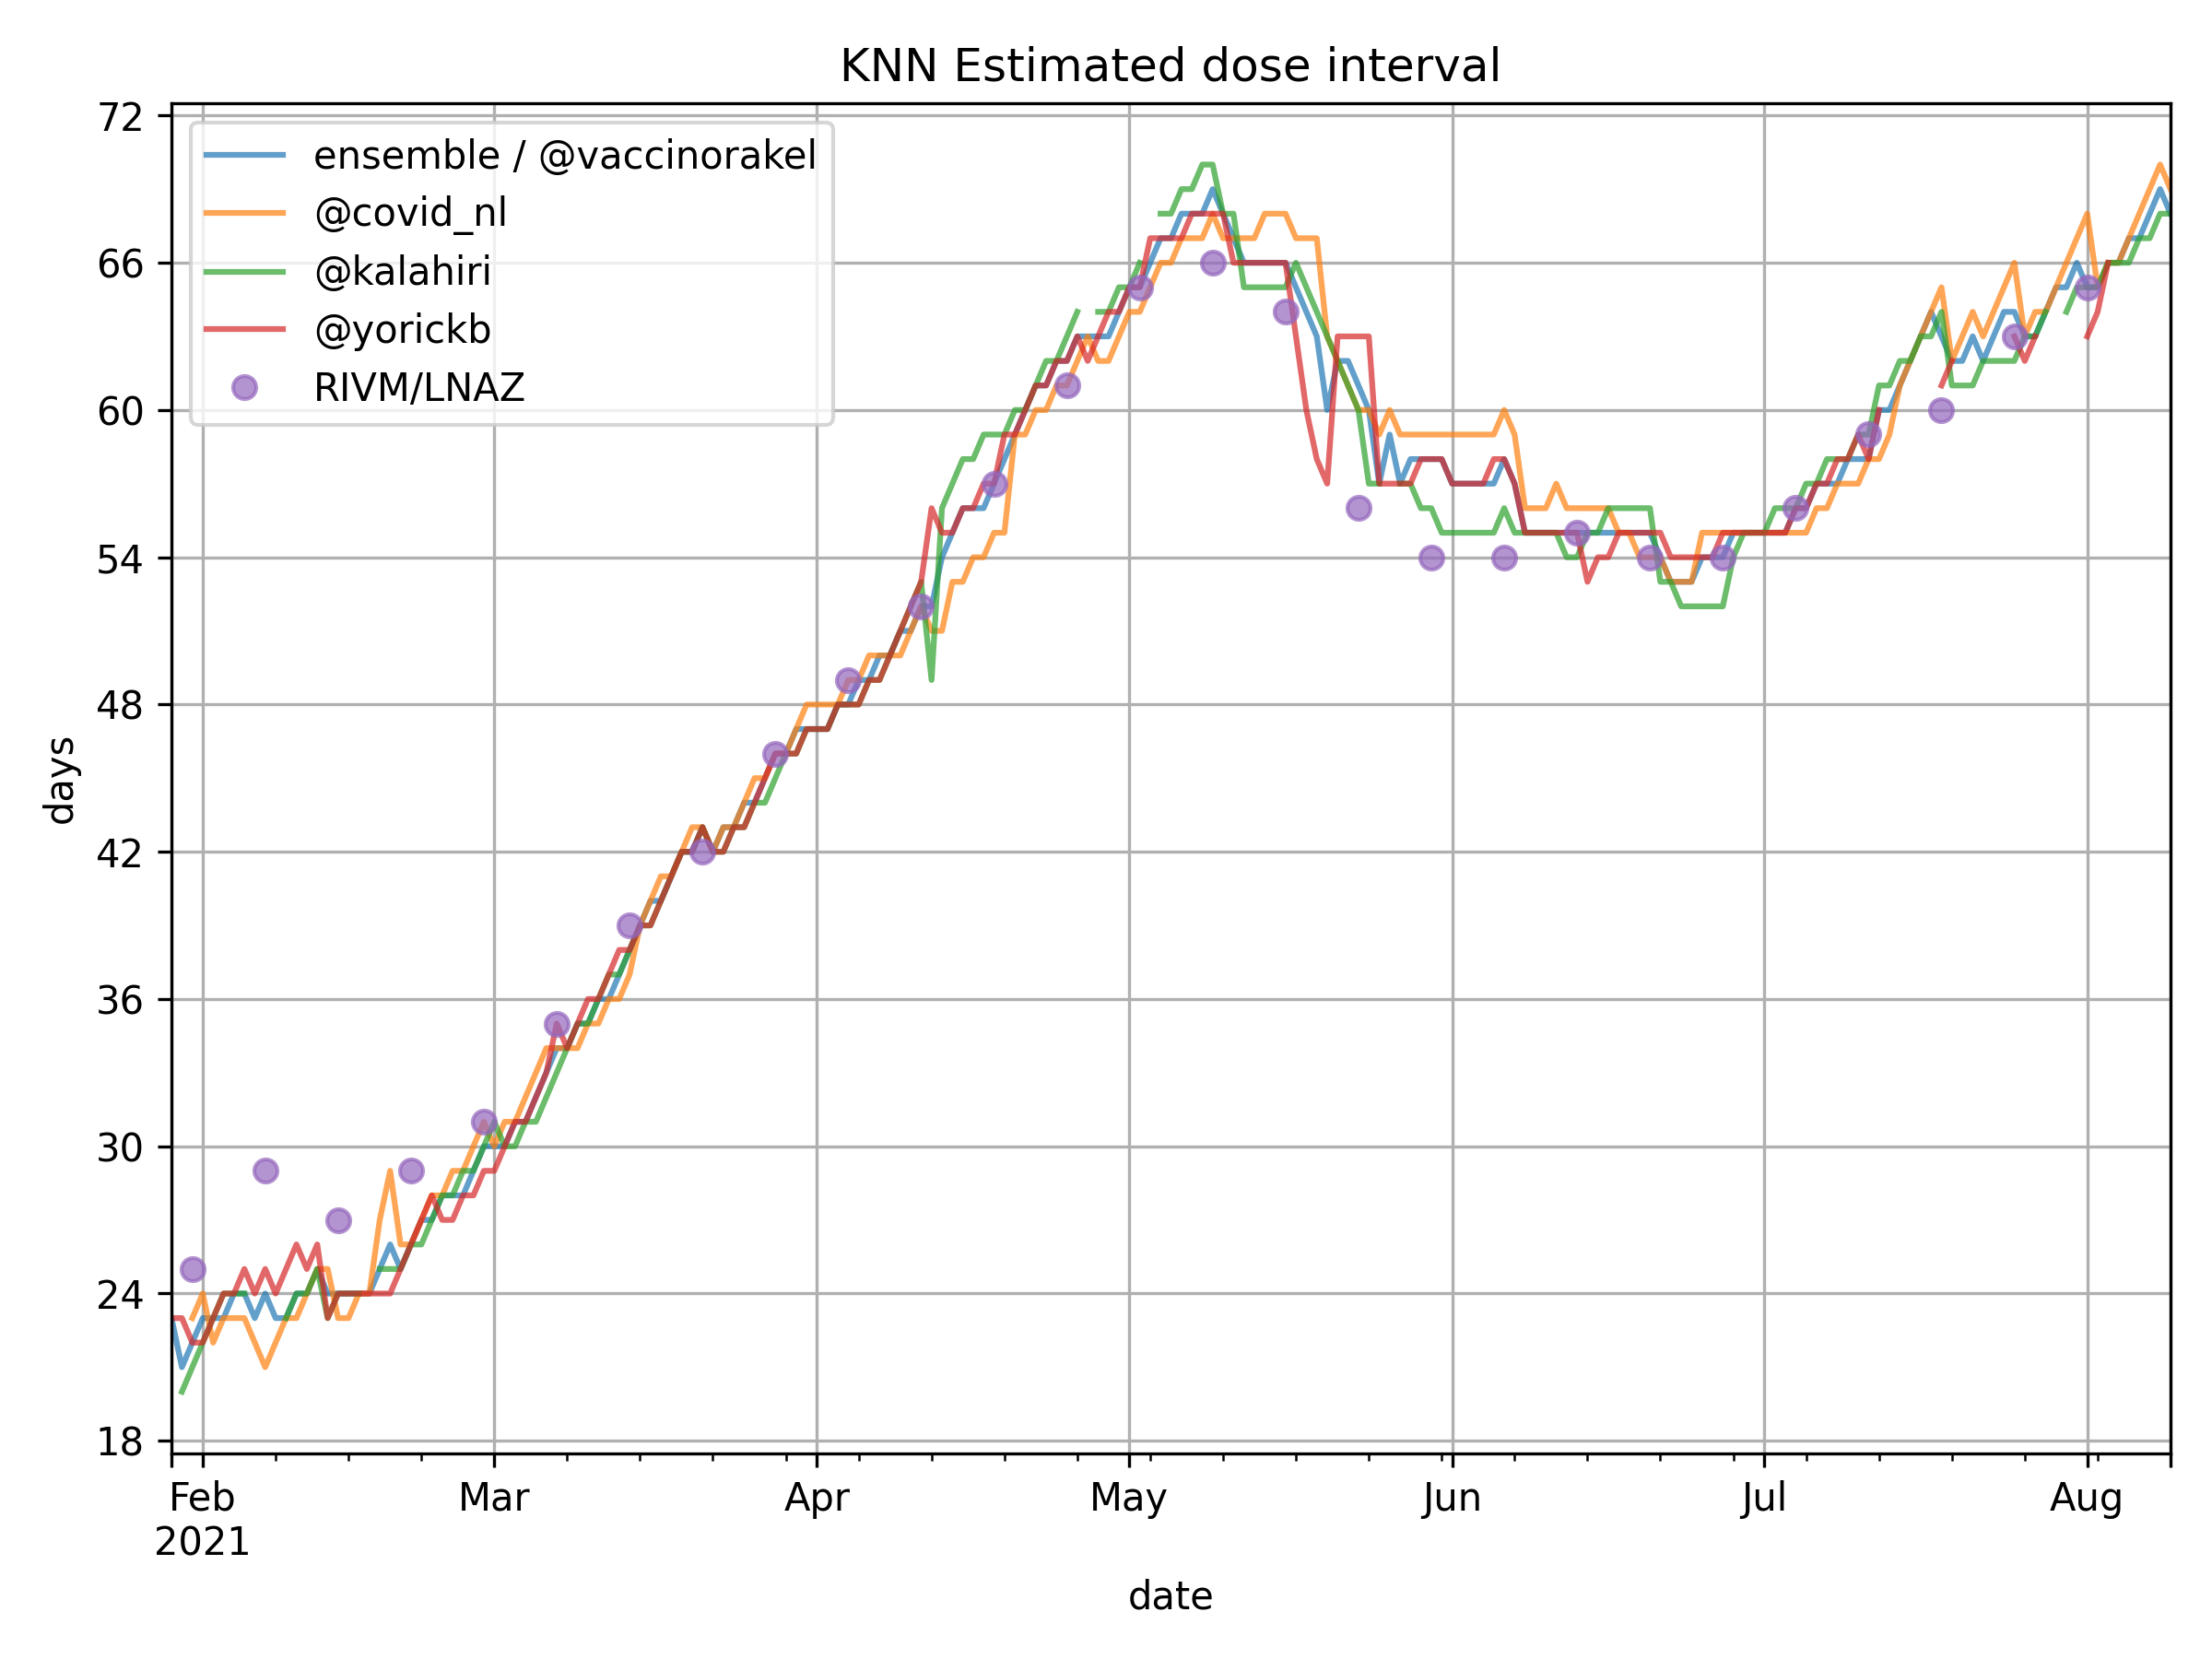 KNN Estimated dose interval
72
66
60
54
48
42
36
30
24
18
days
ensemble / @vaccinorakel
@covid_nl
@kalahiri
@yorickb
RIVM/LNAZ
Feb Mar Apr May Jun Jul Aug
2021
date